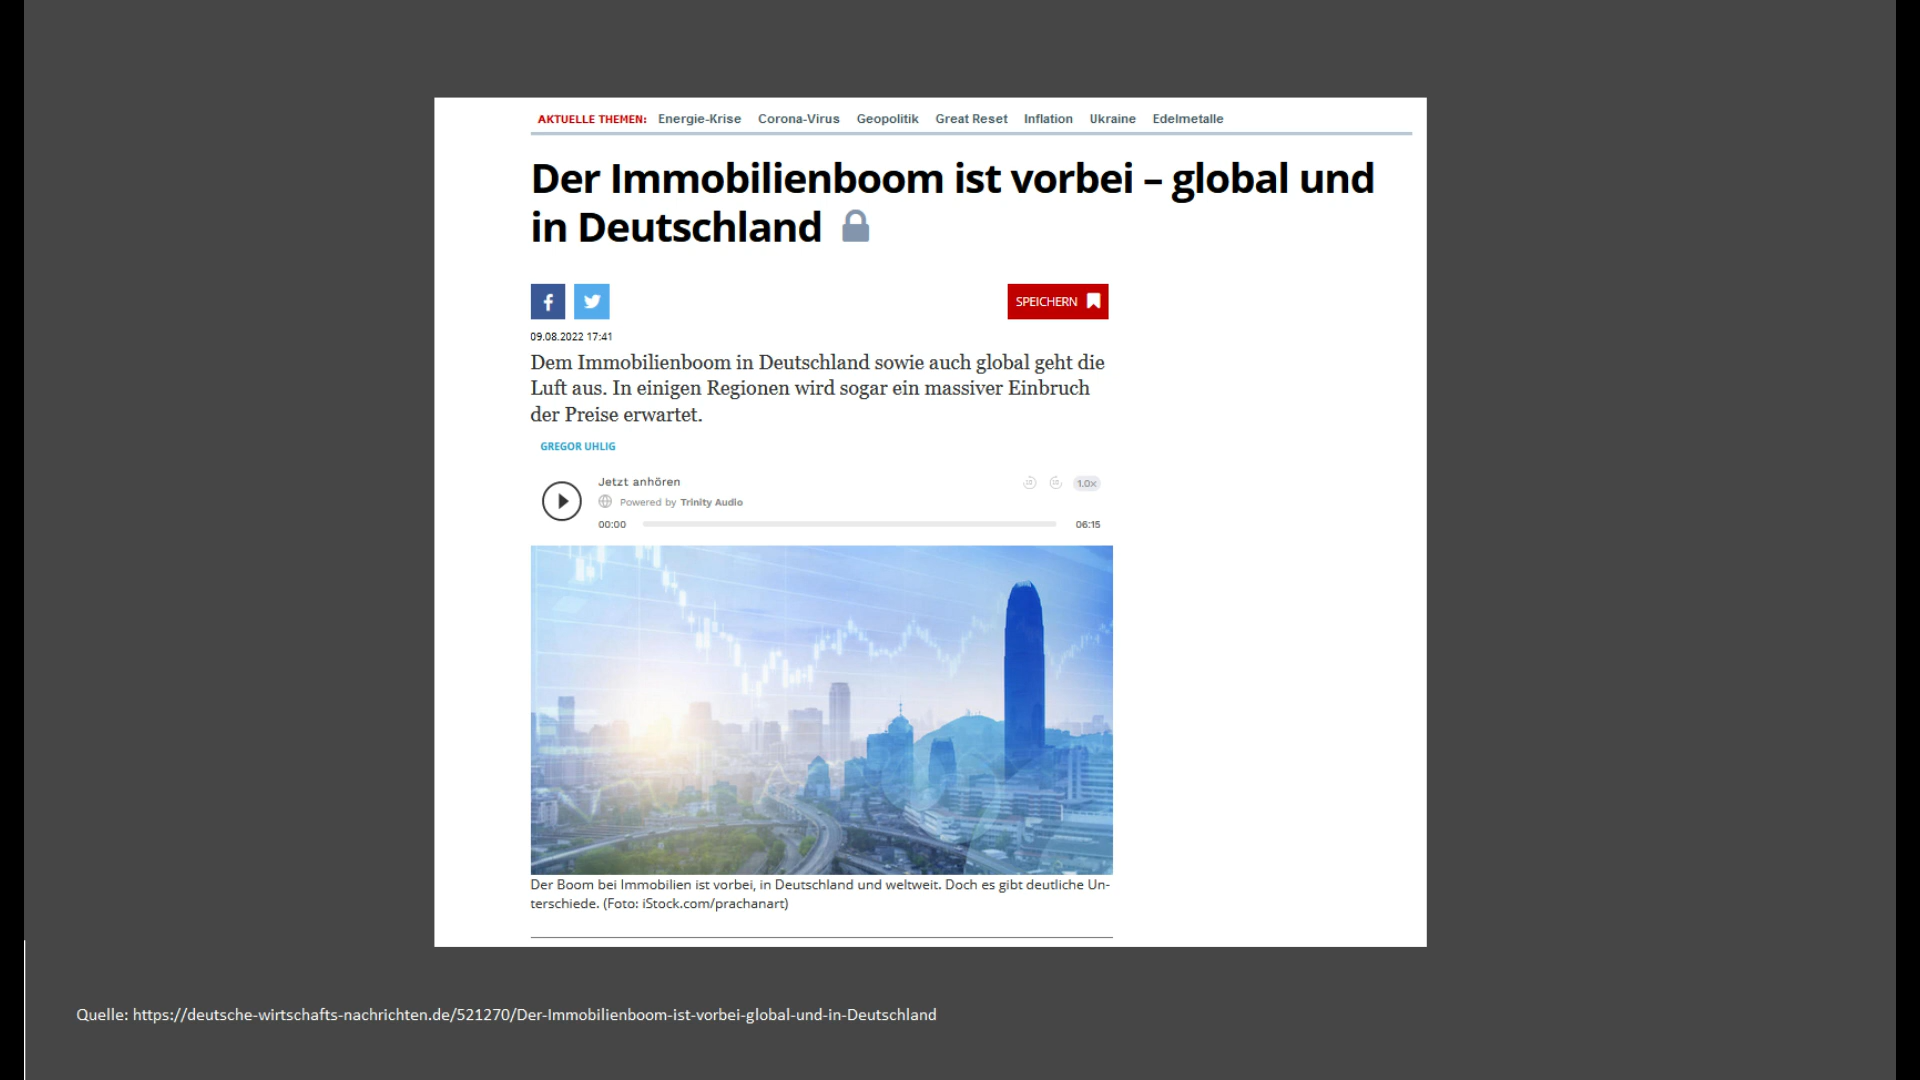 AKTUELLE THEMEN: Energie-Krise Corona-Virus Geopolitik Great Reset Inflation Ukraine Edelmetalle
Der Immobilienboom ist vorbei – global und
in Deutschland
SPEICHERN
09.08.2022 17:41
Dem Immobilienboom in Deutschland sowie auch global geht die
Luft aus. In einigen Regionen wird sogar ein massiver Einbruch
der Preise erwartet.
GREGOR UHLIG
Jetzt anhören
1.0x
Powered by Trinity Audio
00:00 06:15
Der Boom bei Immobilien ist vorbei, in Deutschland und weltweit. Doch es gibt deutliche Un-
terschiede. (Foto: iStock.com/prachanart)
Quelle: https://deutsche-wirtschafts-nachrichten.de/521270/Der-Immobilienboom-ist-vorbei-global-und-in-Deutschland